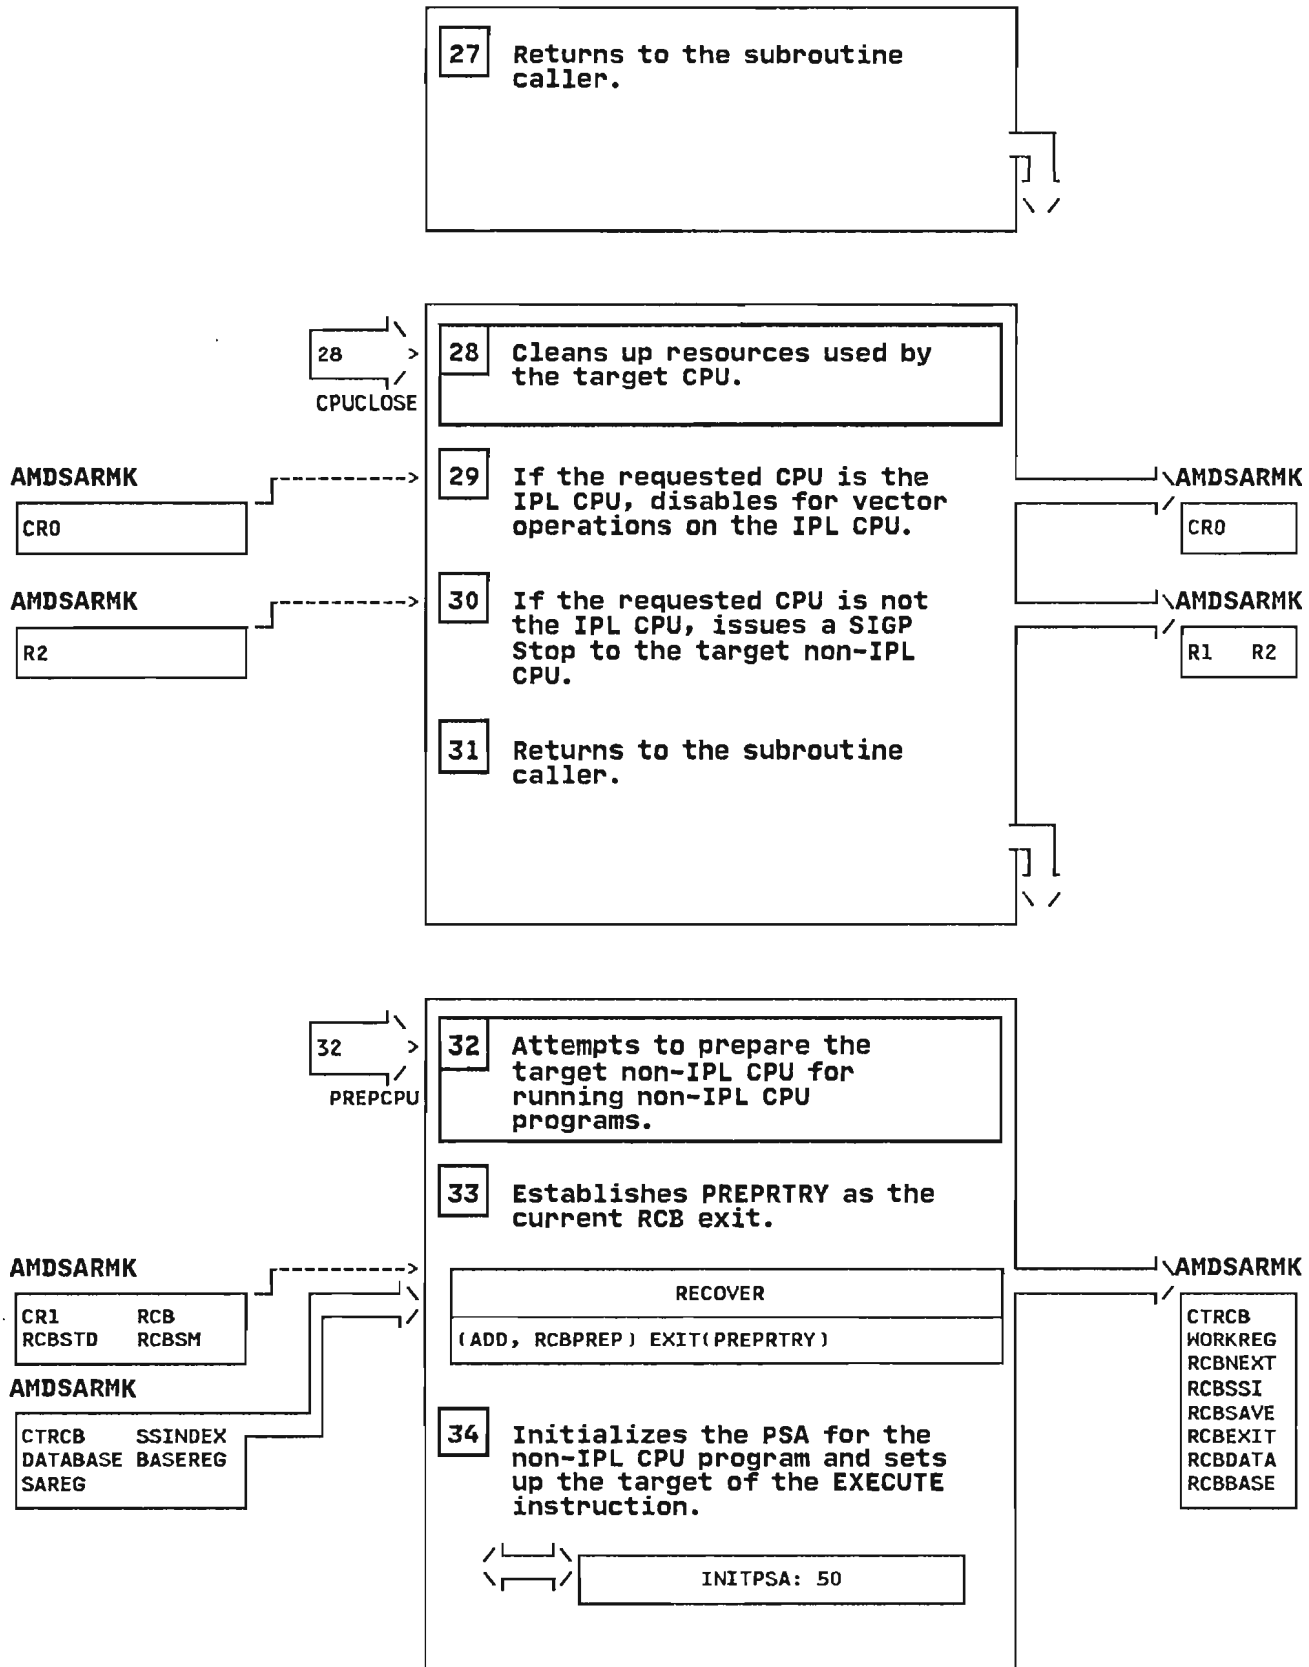 27 Returns to the subroutine
caller.
28
CPUCLOSE
28 Cleans up resources used by
the target CPU.
AMDSARMK
CR0
29 If the requested CPU is the
IPL CPU, disables for vector
operations on the IPL CPU.
AMDSARMK
CR0
AMDSARMK
R2
30 If the requested CPU is not
the IPL CPU, issues a SIGP
Stop to the target non-IPL
CPU.
AMDSARMK
R1 R2
31 Returns to the subroutine
caller.
32
PREPCPU
32 Attempts to prepare the
target non-IPL CPU for
running non-IPL CPU
programs.
33 Establishes PREPRTRY as the
current RCB exit.
AMDSARMK
CR1 RCB
RCBSTD RCBSM
RECOVER
(ADD, RCBPREP) EXIT(PREPRTRY)
AMDSARMK
CTRCB
WORKREG
RCBNEXT
RCBSSI
RCBSAVE
RCBEXIT
RCBDATA
RCBBASE
AMDSARMK
CTRCB SSINDEX
DATABASE BASEREG
SAREG
34 Initializes the PSA for the
non-IPL CPU program and sets
up the target of the EXECUTE
instruction.
INITPSA: 50